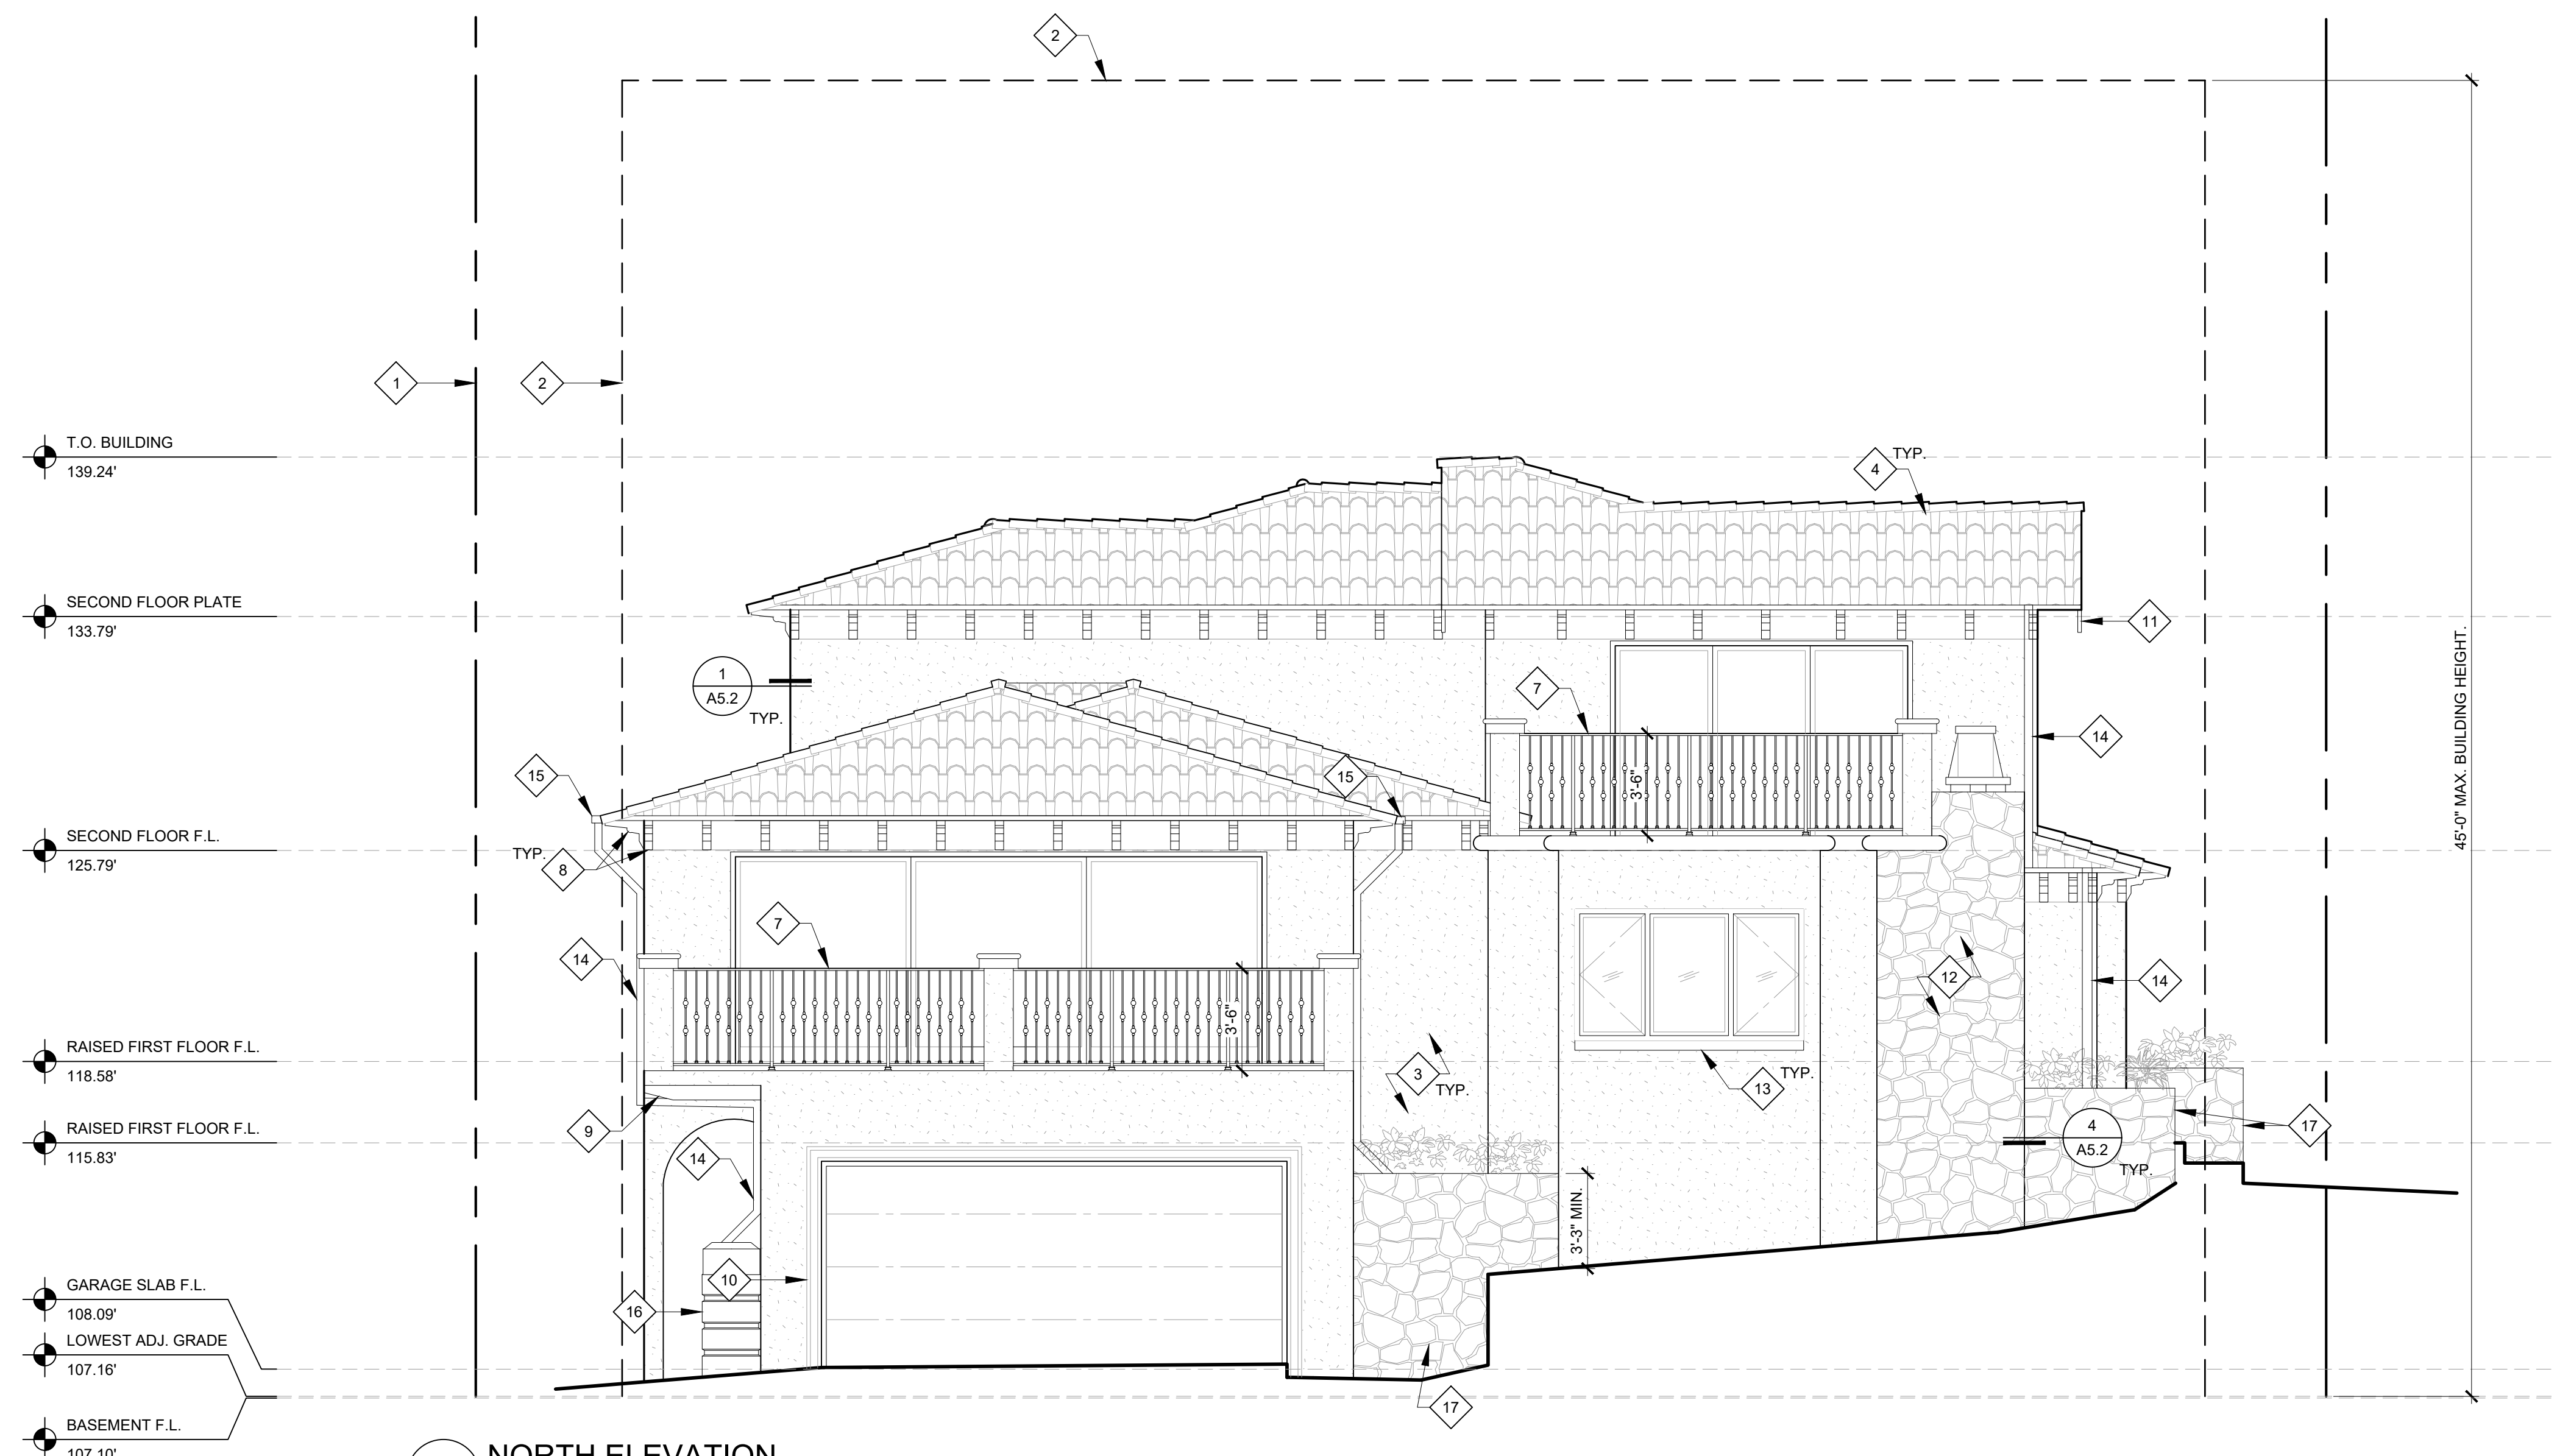 2
1
2
T.O. BUILDING
139.24'
4
TYP.
SECOND FLOOR PLATE
133.79'
11
1
A5.2
TYP.
7
14
45'-0" MAX. BUILDING HEIGHT.
15
15
3'-6"
SECOND FLOOR F.L.
125.79'
TYP.
8
7
14
12
14
3'-6"
RAISED FIRST FLOOR F.L.
118.58'
3
TYP.
13
TYP.
9
RAISED FIRST FLOOR F.L.
115.83'
14
4
A5.2
TYP.
17
3'-3" MIN.
10
16
GARAGE SLAB F.L.
108.09'
LOWEST ADJ. GRADE
107.16'
17
BASEMENT F.L.
107.10'
NORTH ELEVATION